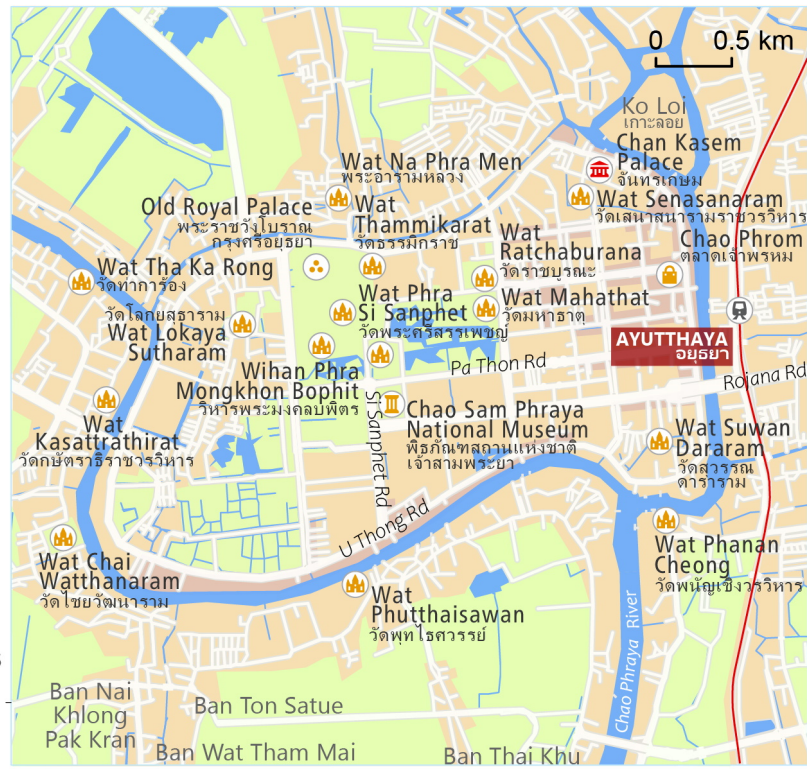 0 0.5 km
Ko Loi
เกาะลอย
Chan Kasem
Palace
จันทรเกษม
Wat Na Phra Men
พระอารามหลวง
Wat Senasanaram
วัดเสนาสนารามราชวรวิหาร
Old Royal Palace
พระราชวังโบราณ
กรุงศรีอยุธยา
Wat
Thammikarat
วัดธรรมิกราช
Wat
Ratchaburana
วัดราชบูรณะ
Chao Phrom
ตลาดเจ้าพรหม
Wat Tha Ka Rong
วัดท่าการ้อง
Wat Phra
Si Sanphet
วัดพระศรีสรรเพชญ์
Wat Mahathat
วัดมหาธาตุ
วัดโลกยสุธาราม
Wat Lokaya
Sutharam
AYUTTHAYA
อยุธยา
Pa Thon Rd
Rojana Rd
Wihan Phra
Mongkhon Bophit
วิหารพระมงคลบพิตร
Si Sanphet Rd
Chao Sam Phraya
National Museum
พิธภัณฑสถานแห่งชาติ
เจ้าสามพระยา
Wat
Kasattrathirat
วัดกษัตราธิราชวรวิหาร
Wat Suwan
Dararam
วัดสุวรรณ
ดาราราม
U Thong Rd
Wat Chai
Watthanaram
วัดไชยวัฒนาราม
Wat Phanan
Cheong
วัดพนัญเชิงวรวิหาร
Wat
Phutthaisawan
วัดพุทไธศวรรย์
Chao Phraya River
Ban Nai
Khlong
Pak Kran
Ban Ton Satue
Ban Wat Tham Mai
Ban Thai Khu